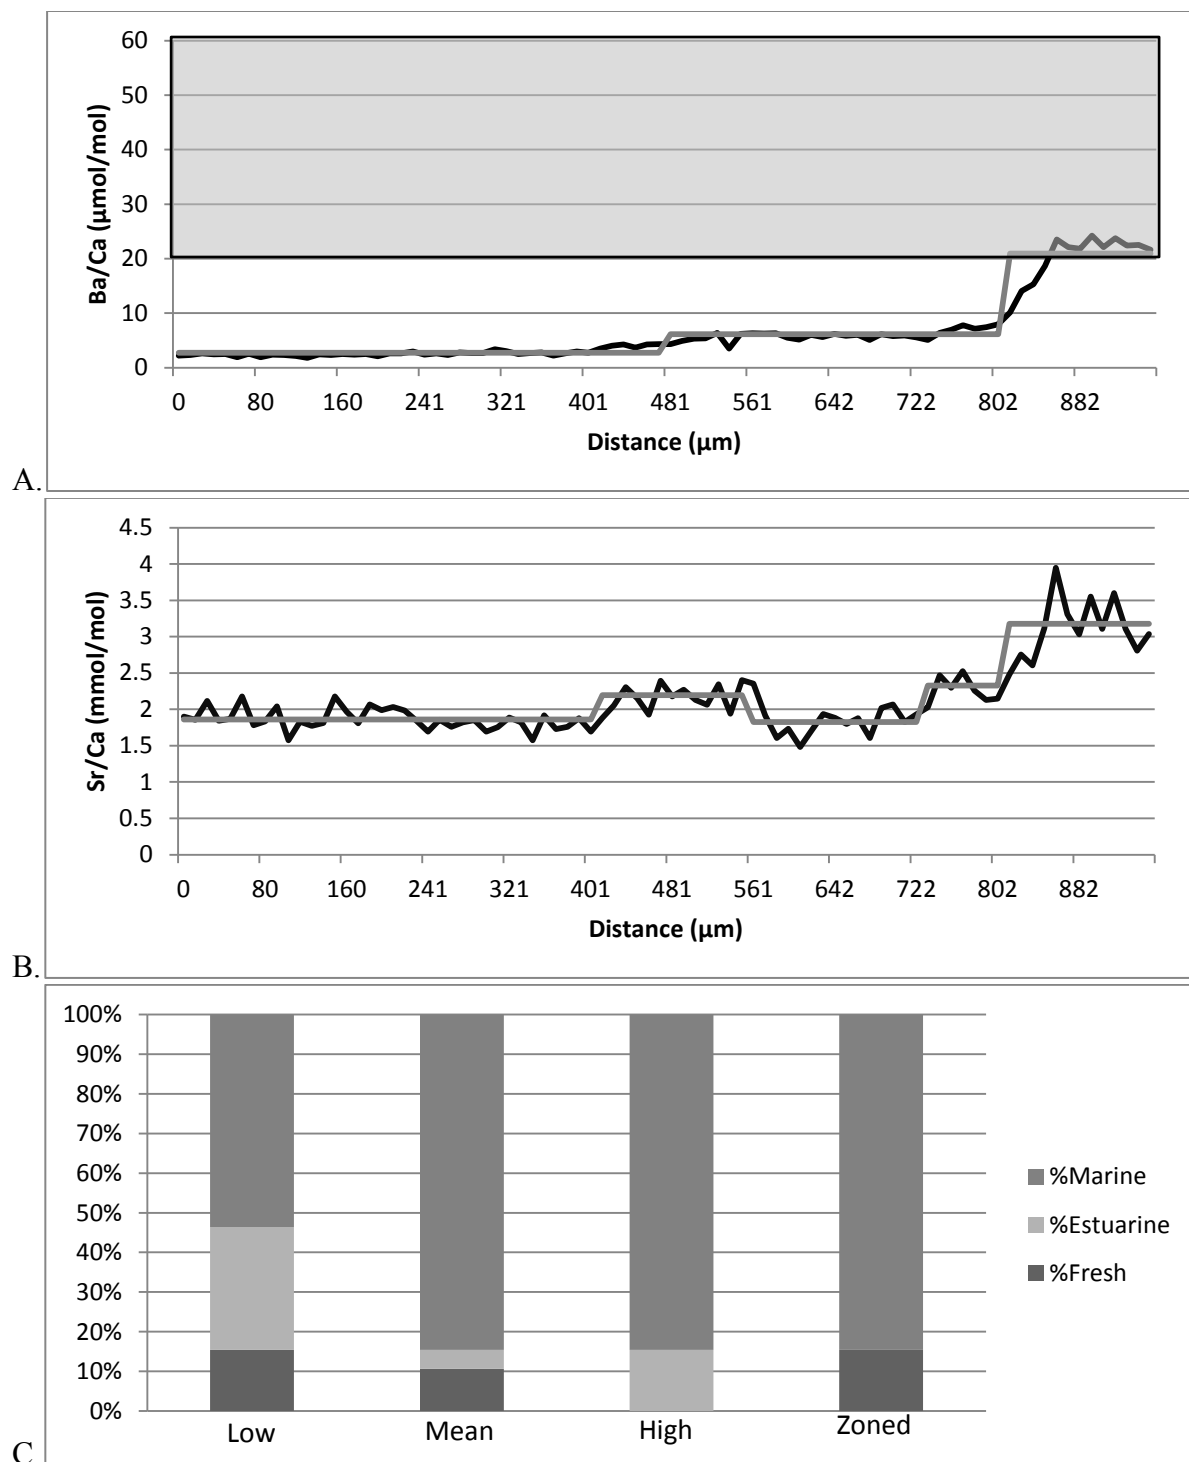 60
50
40
30
20
10
0
Ba/Ca (µmol/mol)
0 80 160 241 321 401 481 561 642 722 802 882
Distance (µm)
A.
4.5
4
3.5
3
2.5
2
1.5
1
0.5
0
Sr/Ca (mmol/mol)
0 80 160 241 321 401 481 561 642 722 802 882
Distance (µm)
B.
100%
90%
80%
70%
60%
50%
40%
30%
20%
10%
0%
Low Mean High Zoned
%Marine
%Estuarine
%Fresh
C